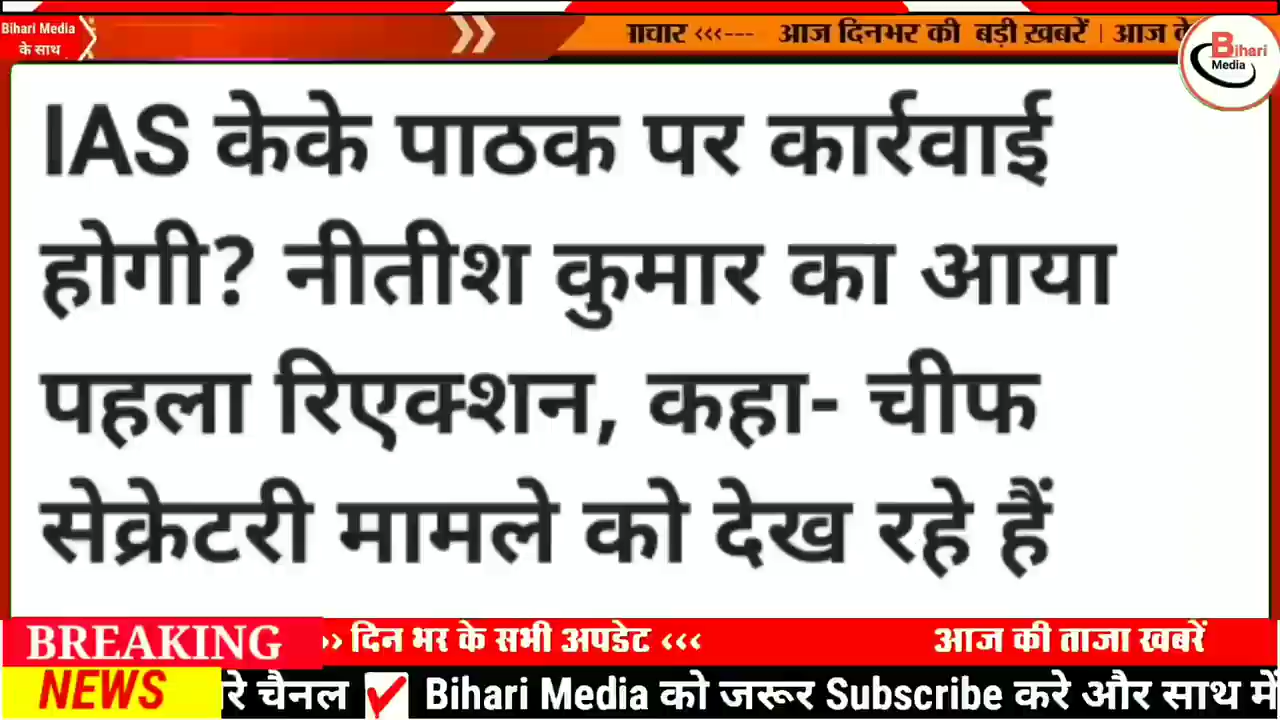 Bihari Media
के साथ
ाचार <<<--- आज दिनभर की बड़ी ख़बरें | आज के
Bihari
Media
IAS केके पाठक पर कार्रवाई
होगी? नीतीश कुमार का आया
पहला रिएक्शन, कहा- चीफ
सेक्रेटरी मामले को देख रहे हैं
BREAKING
NEWS
>> दिन भर के सभी अपडेट <<< आज की ताजा खबरें
रे चैनल Bihari Media को जरूर Subscribe करे और साथ में